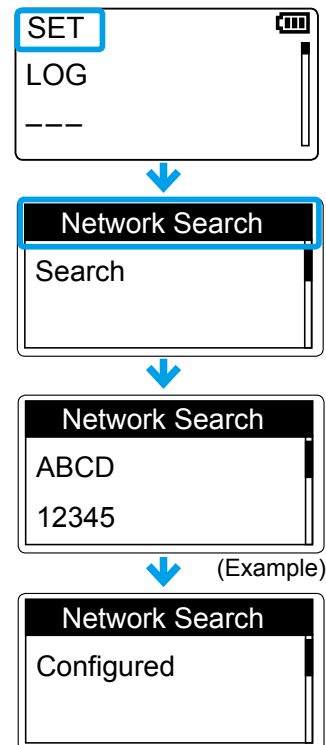 SET
LOG
–––
Network Search
Search
Network Search
ABCD
12345
(Example)
Network Search
Configured